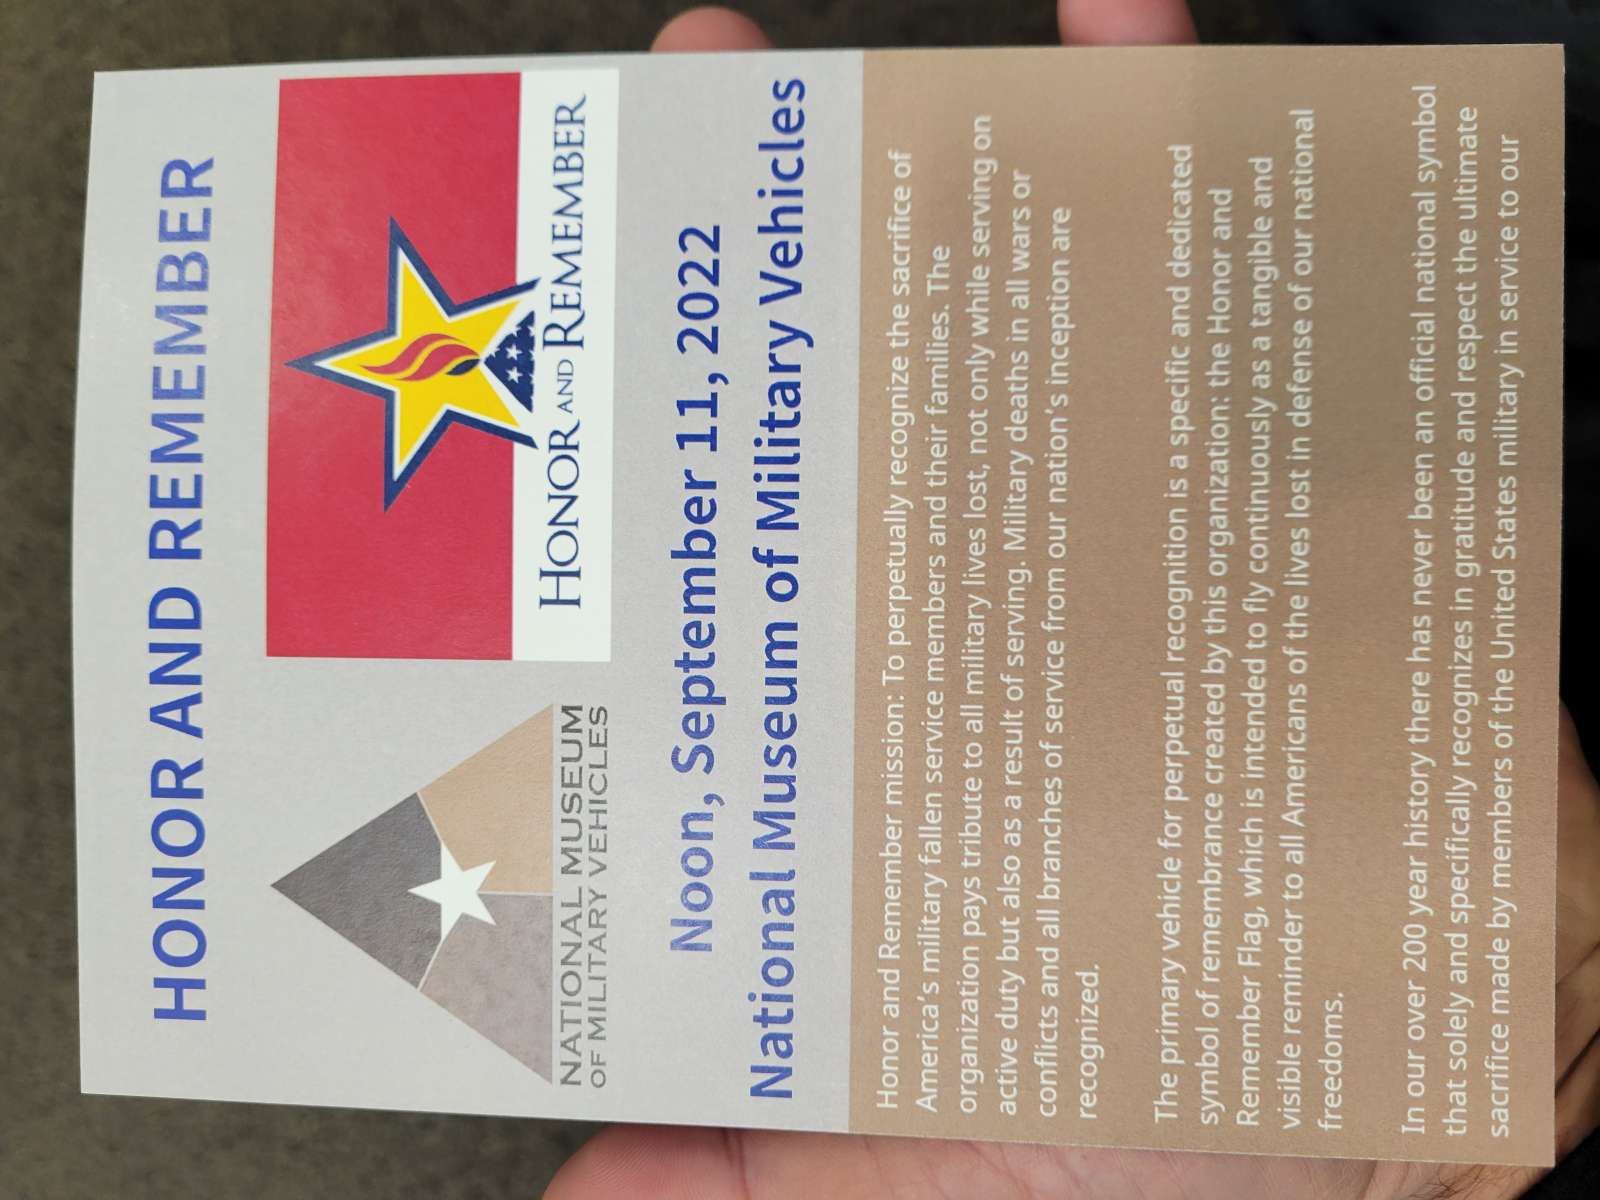 HONOR AND REMEMBER
NATIONAL MUSEUM
OF MILITARY VEHICLES
HONOR AND REMEMBER
Noon, September 11, 2022
National Museum of Military Vehicles
Honor and Remember mission: To perpetually recognize the sacrifice of
America's military fallen service members and their families. The
organization pays tribute to all military lives lost, not only while serving on
active duty but also as a result of serving. Military deaths in all wars or
conflicts and all branches of service from our nation's inception are
recognized.
The primary vehicle for perpetual recognition is a specific and dedicated
symbol of remembrance created by this organization: the Honor and
Remember Flag, which is intended to fly continuously as a tangible and
visible reminder to all Americans of the lives lost in defense of our national
freedoms.
In our over 200 year history there has never been an official national symbol
that solely and specifically recognizes in gratitude and respect the ultimate
sacrifice made by members of the United States military in service to our